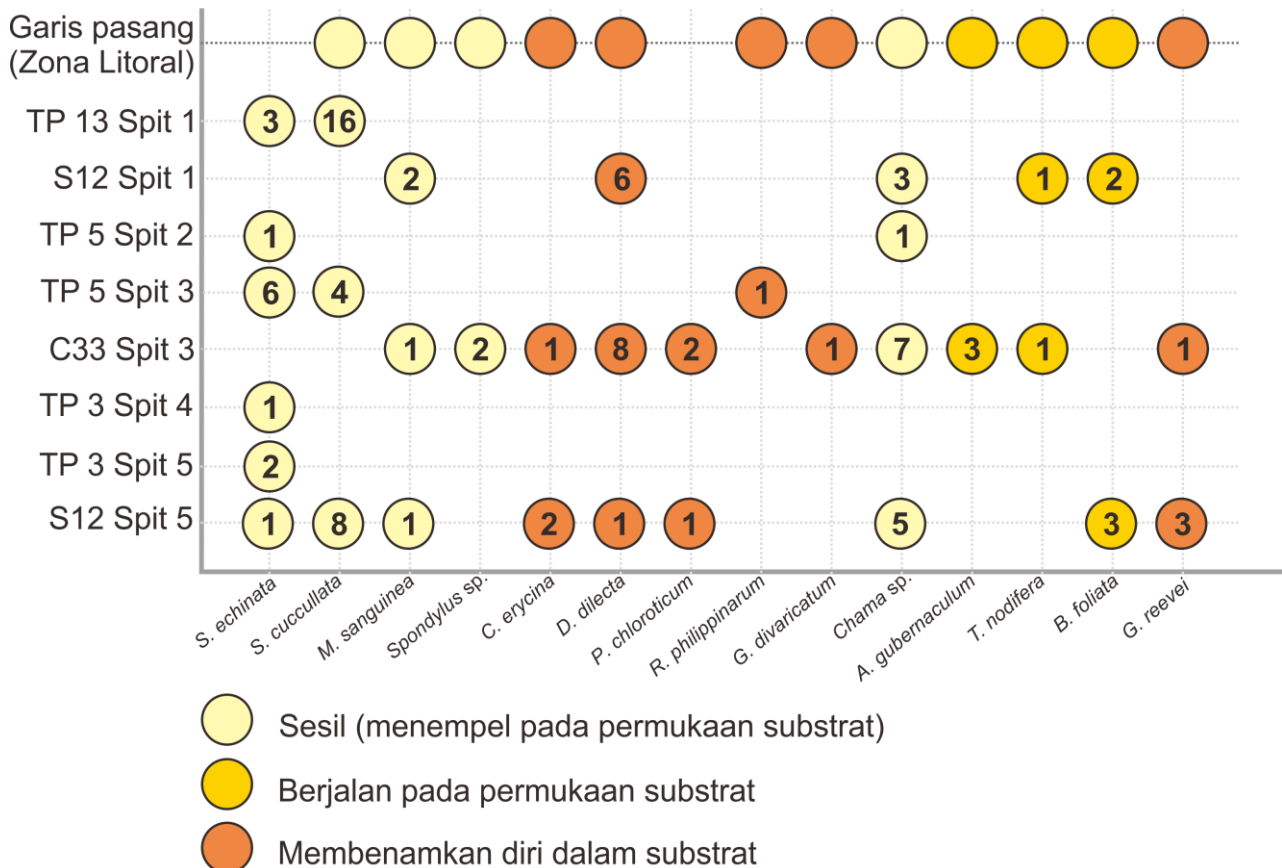 Garis pasang
(Zona Litoral)
TP 13 Spit 1 3 16
S12 Spit 1 2 6 3 1 2
TP 5 Spit 2 1 1
TP 5 Spit 3 6 4 1
C33 Spit 3 1 2 1 8 2 1 7 3 1 1
TP 3 Spit 4 1
TP 3 Spit 5 2
S12 Spit 5 1 8 1 2 1 1 5 3 3
S. echinata
S. cuccullata
M. sanguinea
Spondylus sp.
C. erycina
D. dilecta
P. chloroticum
R. philippinarum
G. divaricatum
Chama sp.
A. gubernaculum
T. nodifera
B. foliata
G. reevei
Sesil (menempel pada permukaan substrat)
Berjalan pada permukaan substrat
Membenamkan diri dalam substrat